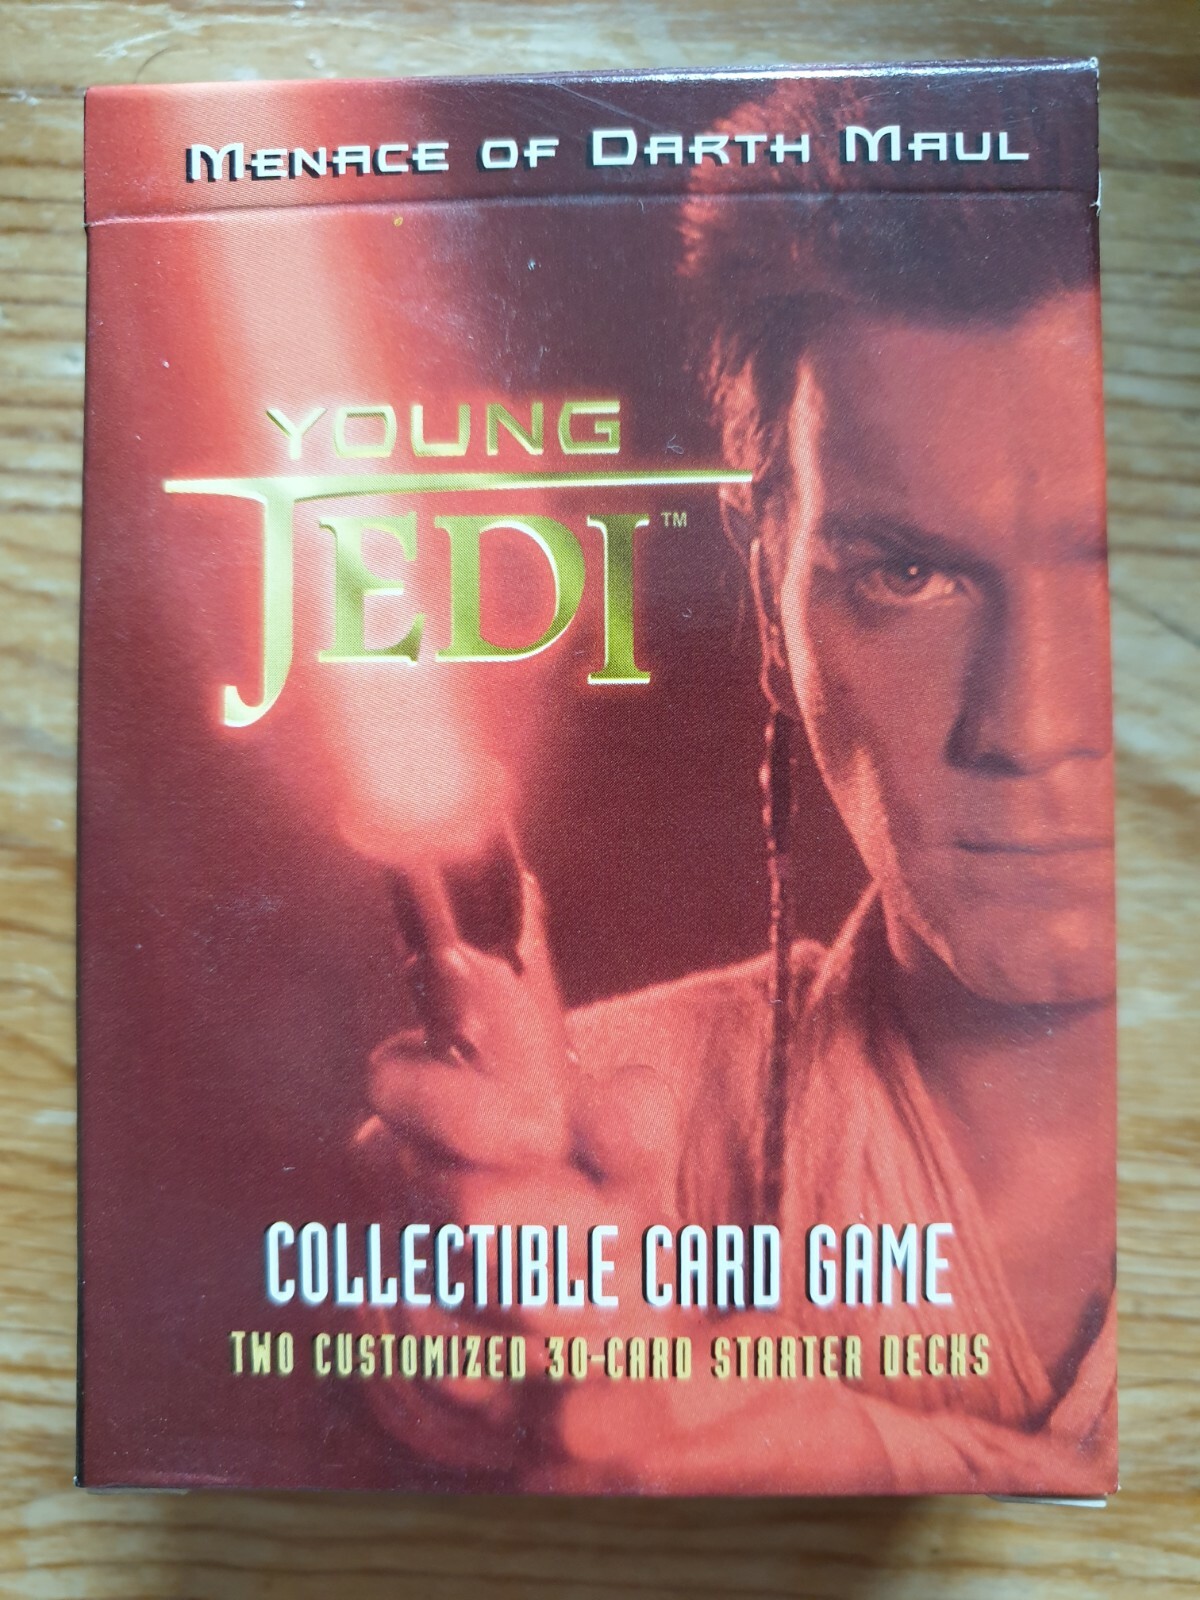 Menace of Darth Maul
Young
Jedi™
COLLECTIBLE CARD GAME
TWO CUSTOMIZED 30-CARD STARTER DECKS